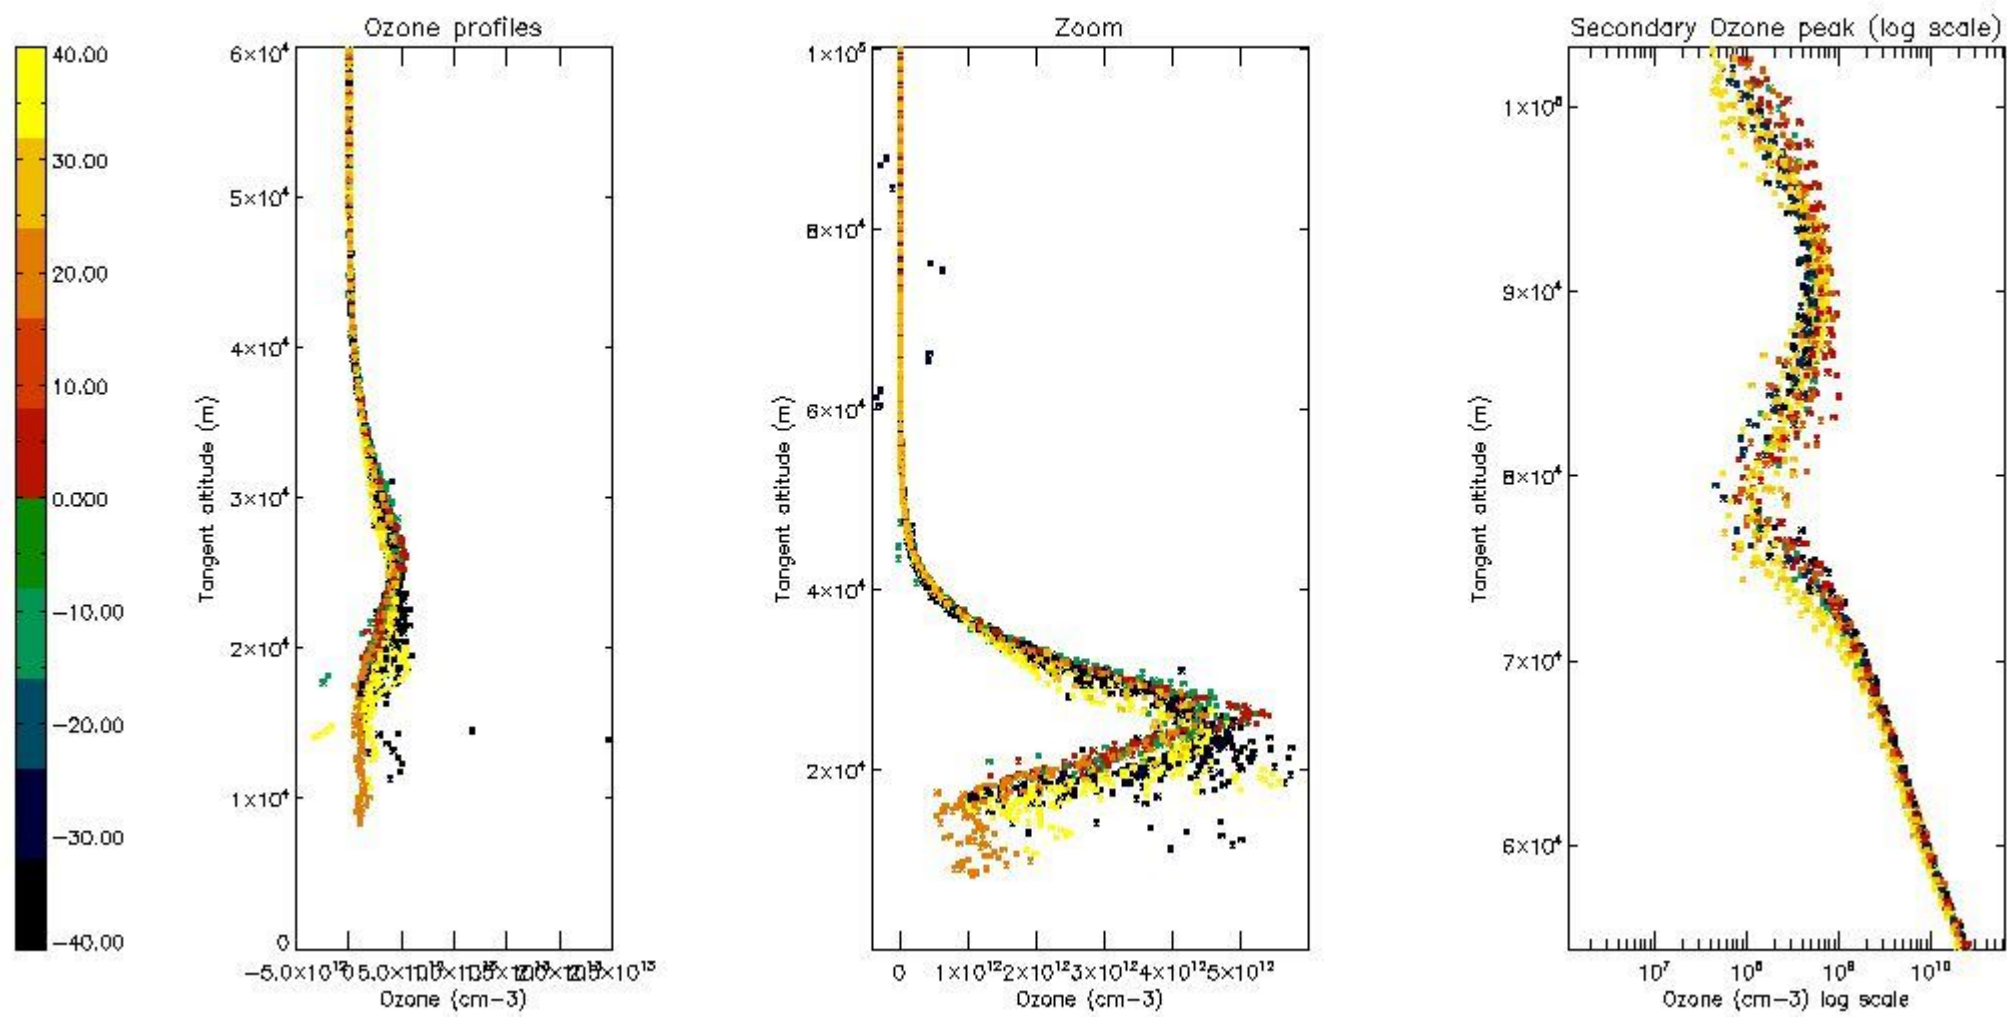 Ozone profiles
Zoom
Secondary Ozone peak (log scale)
40.00
30.00
20.00
10.00
-10.00
-20.00
-30.00
-40.00
6×10⁴
5×10⁴
4×10⁴
3×10⁴
2×10⁴
1×10⁴
0
Tangent altitude (m)
Ozone (cm-3)
1×10⁵
8×10⁴
6×10⁴
4×10⁴
2×10⁴
Tangent altitude (m)
0 1×10¹² 2×10¹² 3×10¹² 4×10¹² 5×10¹²
Ozone (cm-3)
9×10⁴
8×10⁴
7×10⁴
6×10⁴
Tangent altitude (m)
10⁷ 10⁸ 10⁹ 10¹⁰
Ozone (cm-3) log scale